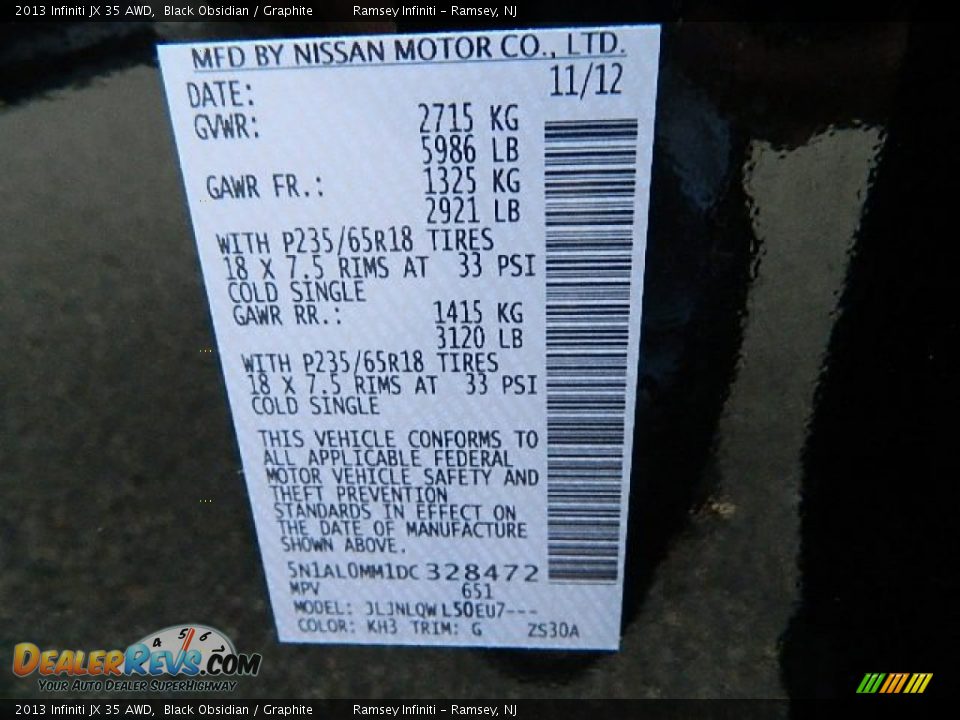 2013 Infiniti JX 35 AWD, Black Obsidian / Graphite Ramsey Infiniti - Ramsey, NJ
MFD BY NISSAN MOTOR CO., LTD.
DATE: 11/12
GVWR: 2715 KG
5986 LB
GAWR FR.: 1325 KG
2921 LB
WITH P235/65R18 TIRES
18 X 7.5 RIMS AT 33 PSI
COLD SINGLE
GAWR RR.: 1415 KG
3120 LB
WITH P235/65R18 TIRES
18 X 7.5 RIMS AT 33 PSI
COLD SINGLE
THIS VEHICLE CONFORMS TO
ALL APPLICABLE FEDERAL
MOTOR VEHICLE SAFETY AND
THEFT PREVENTION
STANDARDS IN EFFECT ON
THE DATE OF MANUFACTURE
SHOWN ABOVE.
5N1AL0MM1DC328472
MPV 651
MODEL: JLJNLQWL50EU7---
COLOR: KH3 TRIM: G ZS30A
4 5 6
DEALERREVS.COM
YOUR AUTO DEALER SUPERHIGHWAY
2013 Infiniti JX 35 AWD, Black Obsidian / Graphite Ramsey Infiniti - Ramsey, NJ